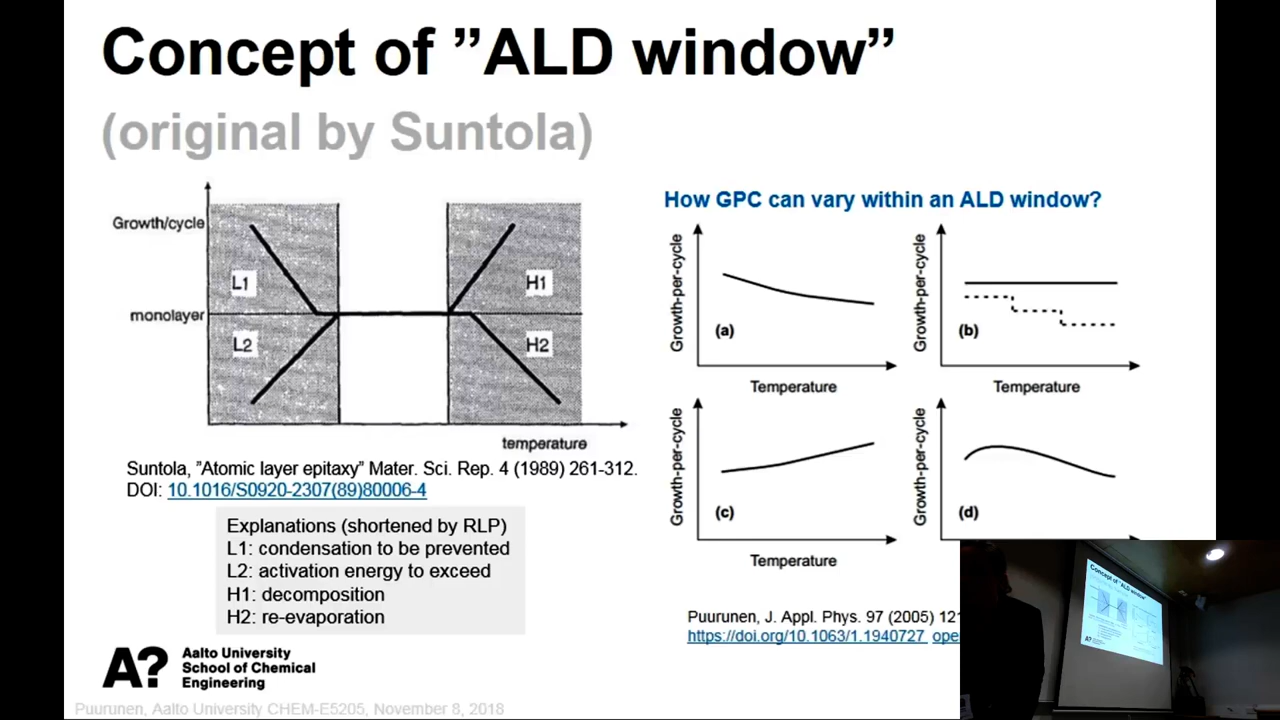 Concept of ”ALD window”
(original by Suntola)
Growth/cycle
monolayer
L1
L2
H1
H2
temperature
Suntola, ”Atomic layer epitaxy” Mater. Sci. Rep. 4 (1989) 261-312.
DOI: 10.1016/S0920-2307(89)80006-4
Explanations (shortened by RLP)
L1: condensation to be prevented
L2: activation energy to exceed
H1: decomposition
H2: re-evaporation
How GPC can vary within an ALD window?
Growth-per-cycle
(a)
Temperature
Growth-per-cycle
(b)
Temperature
Growth-per-cycle
(c)
Temperature
Growth-per-cycle
(d)
Puurunen, J. Appl. Phys. 97 (2005)
https://doi.org/10.1063/1.1940727
A?
Aalto University
School of Chemical
Engineering
Puurunen, Aalto University CHEM-E5205, November 8, 2018
Concept of ”ALD window”